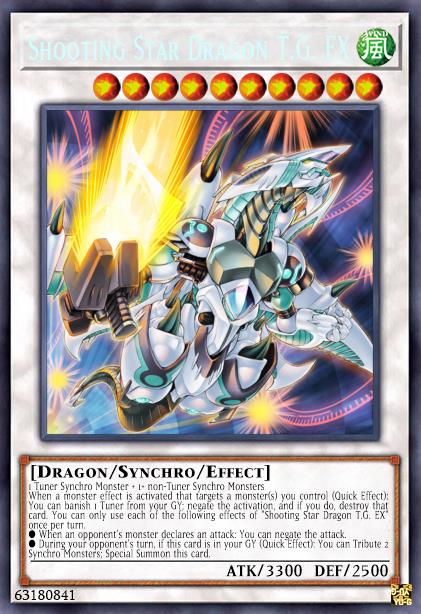 Shooting Star Dragon T.G. EX
WIND
風
[Dragon/Synchro/Effect]
1 Tuner Synchro Monster + 1+ non-Tuner Synchro Monsters
When a monster effect is activated that targets a monster(s) you control (Quick Effect):
You can banish 1 Tuner from your GY; negate the activation, and if you do, destroy that
card. You can only use each of the following effects of "Shooting Star Dragon T.G. EX"
once per turn.
● When an opponent's monster declares an attack: You can negate the attack.
● During your opponent's turn, if this card is in your GY (Quick Effect): You can Tribute 2
Synchro Monsters; Special Summon this card.
ATK/3300 DEF/2500
63180841